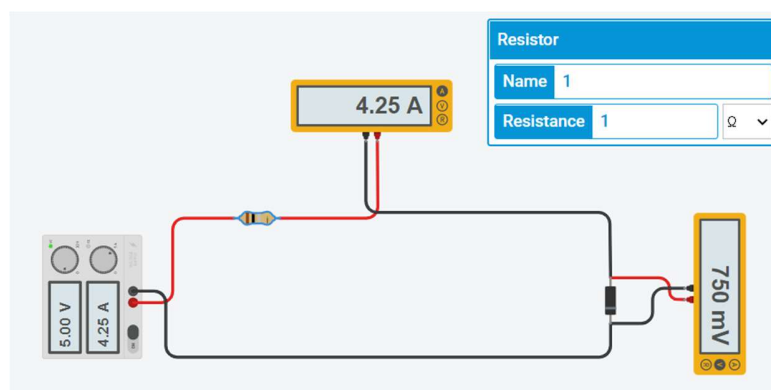 Resistor
Name 1
4.25 A
Resistance 1 Ω
A
V
R
5.00 V
4.25 A
750 mV
A V R